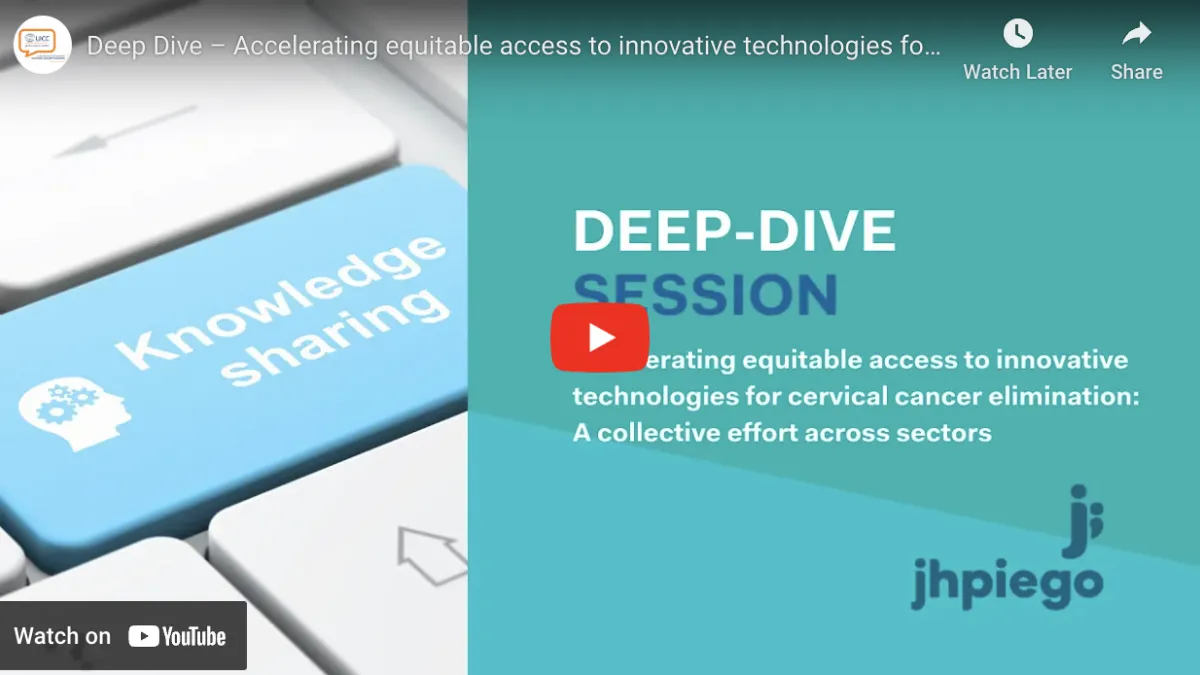 UICC
Deep Dive – Accelerating equitable access to innovative technologies fo...
Watch Later
Share
Knowledge
sharing
DEEP-DIVE
SESSION
erating equitable access to innovative
technologies for cervical cancer elimination:
A collective effort across sectors
jhpiego
Watch on YouTube